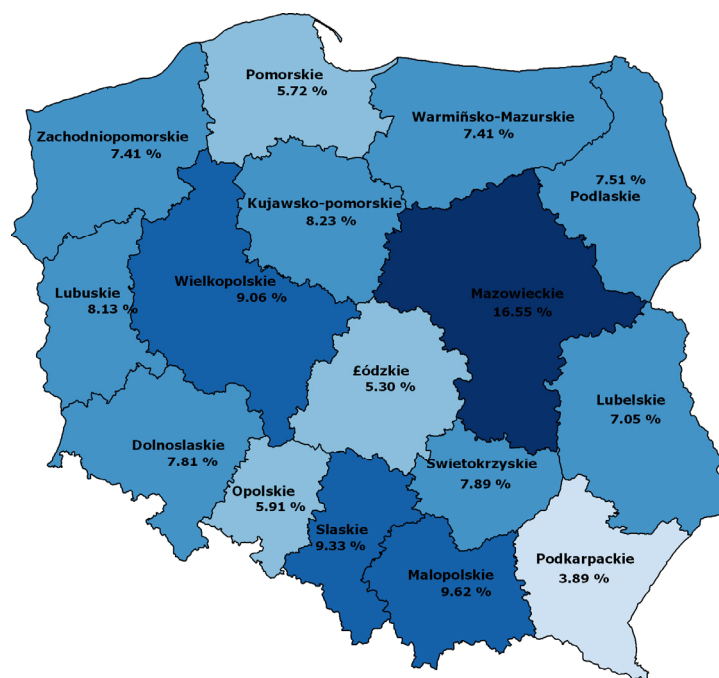 Pomorskie
5.72 %
Zachodniopomorskie
7.41 %
Warmiñsko-Mazurskie
7.41 %
7.51 %
Podlaskie
Kujawsko-pomorskie
8.23 %
Wielkopolskie
9.06 %
Lubuskie
8.13 %
Mazowieckie
16.55 %
Łódzkie
5.30 %
Lubelskie
7.05 %
Dolnoslaskie
7.81 %
Swietokrzyskie
7.89 %
Opolskie
5.91 %
Slaskie
9.33 %
Malopolskie
9.62 %
Podkarpackie
3.89 %